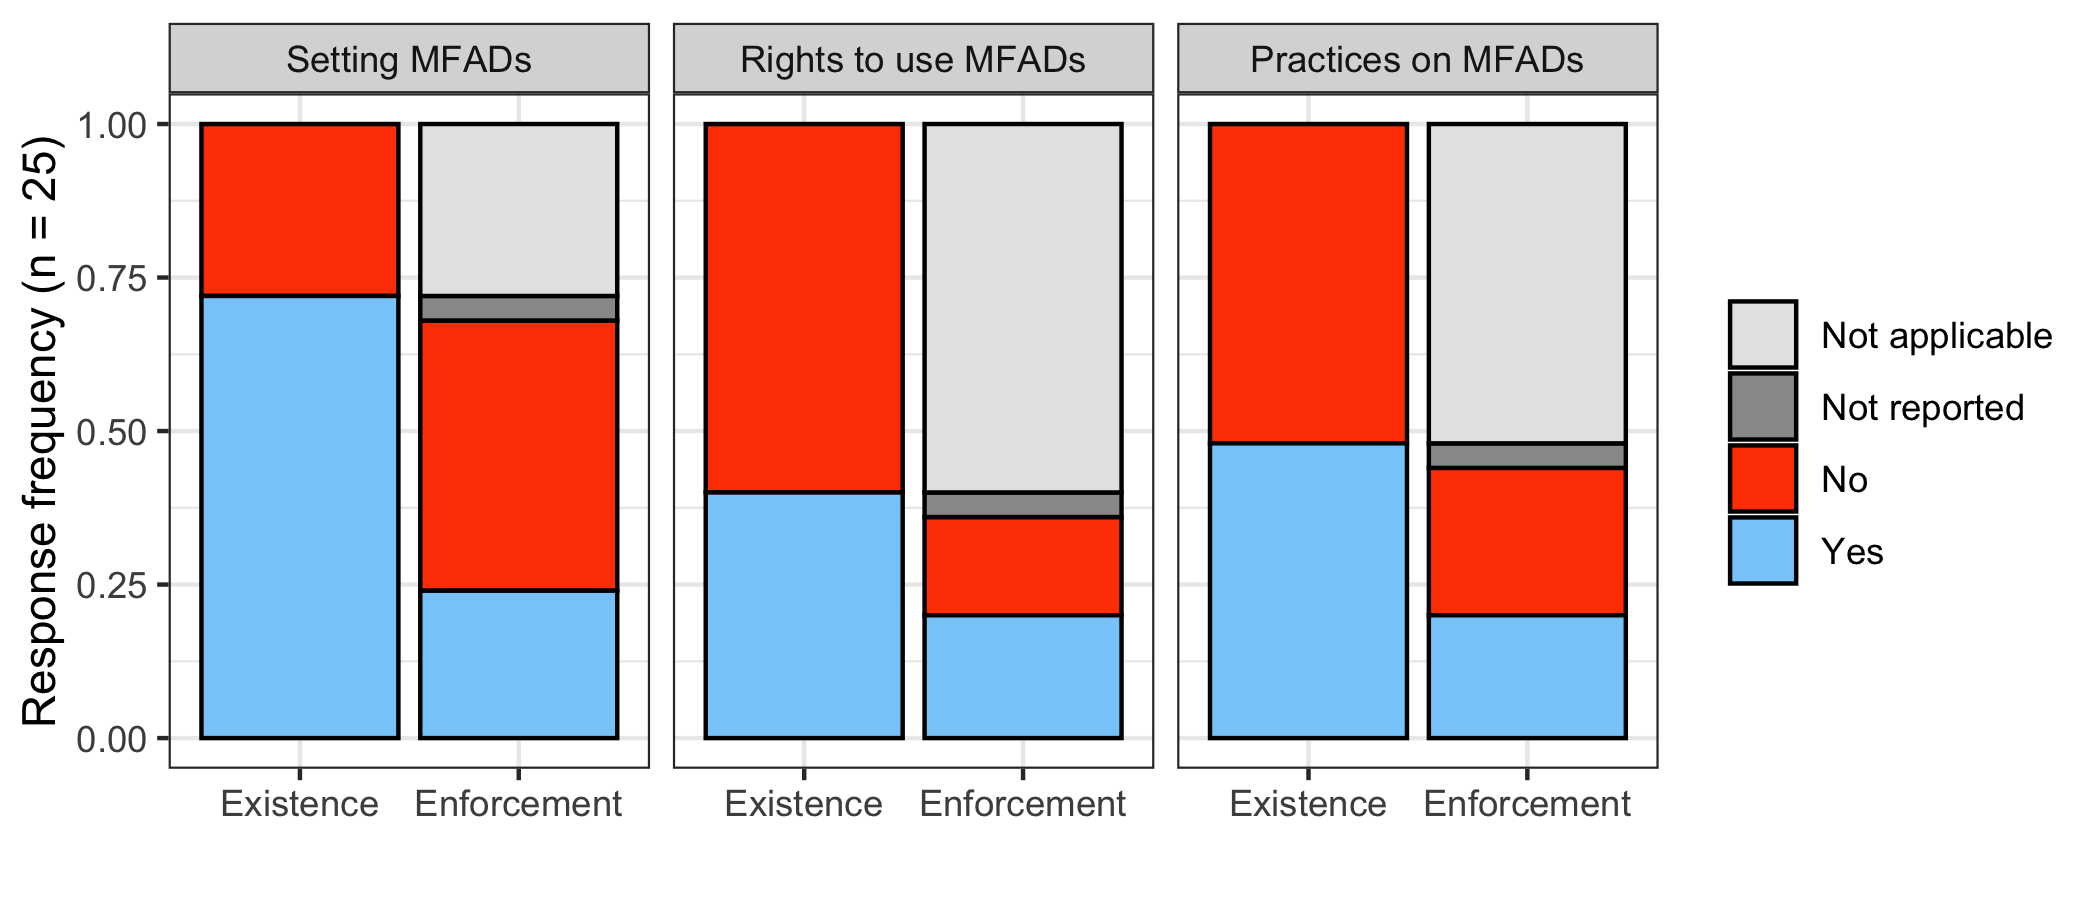 Setting MFADs
Rights to use MFADs
Practices on MFADs
Response frequency (n = 25)
1.00
0.75
0.50
0.25
0.00
Existence
Enforcement
Existence
Enforcement
Existence
Enforcement
Not applicable
Not reported
No
Yes